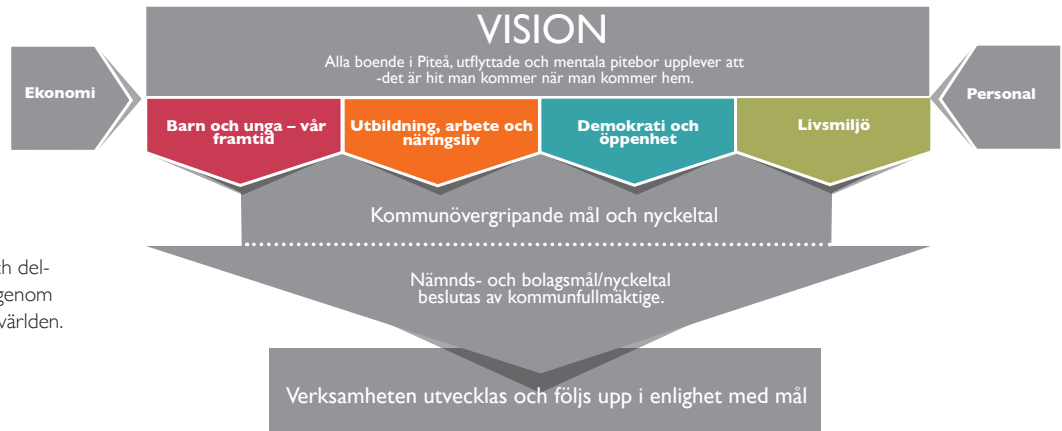 VISION
Alla boende i Piteå, utflyttade och mentala pitebor upplever att
-det är hit man kommer när man kommer hem.
Ekonomi
Personal
Barn och unga – vår
framtid
Utbildning, arbete och
näringsliv
Demokrati och
öppenhet
Livsmiljö
Kommunövergripande mål och nyckeltal
Nämnds- och bolagsmål/nyckeltal
beslutas av kommunfullmäktige.
del-
genom
världen.
Verksamheten utvecklas och följs upp i enlighet med mål